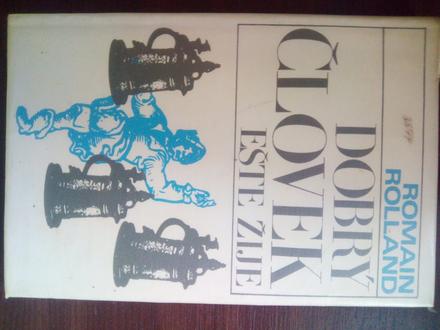 ROMAIN
ROLLAND
DOBRÝ
ČLOVEK
EŠTE ŽIJE